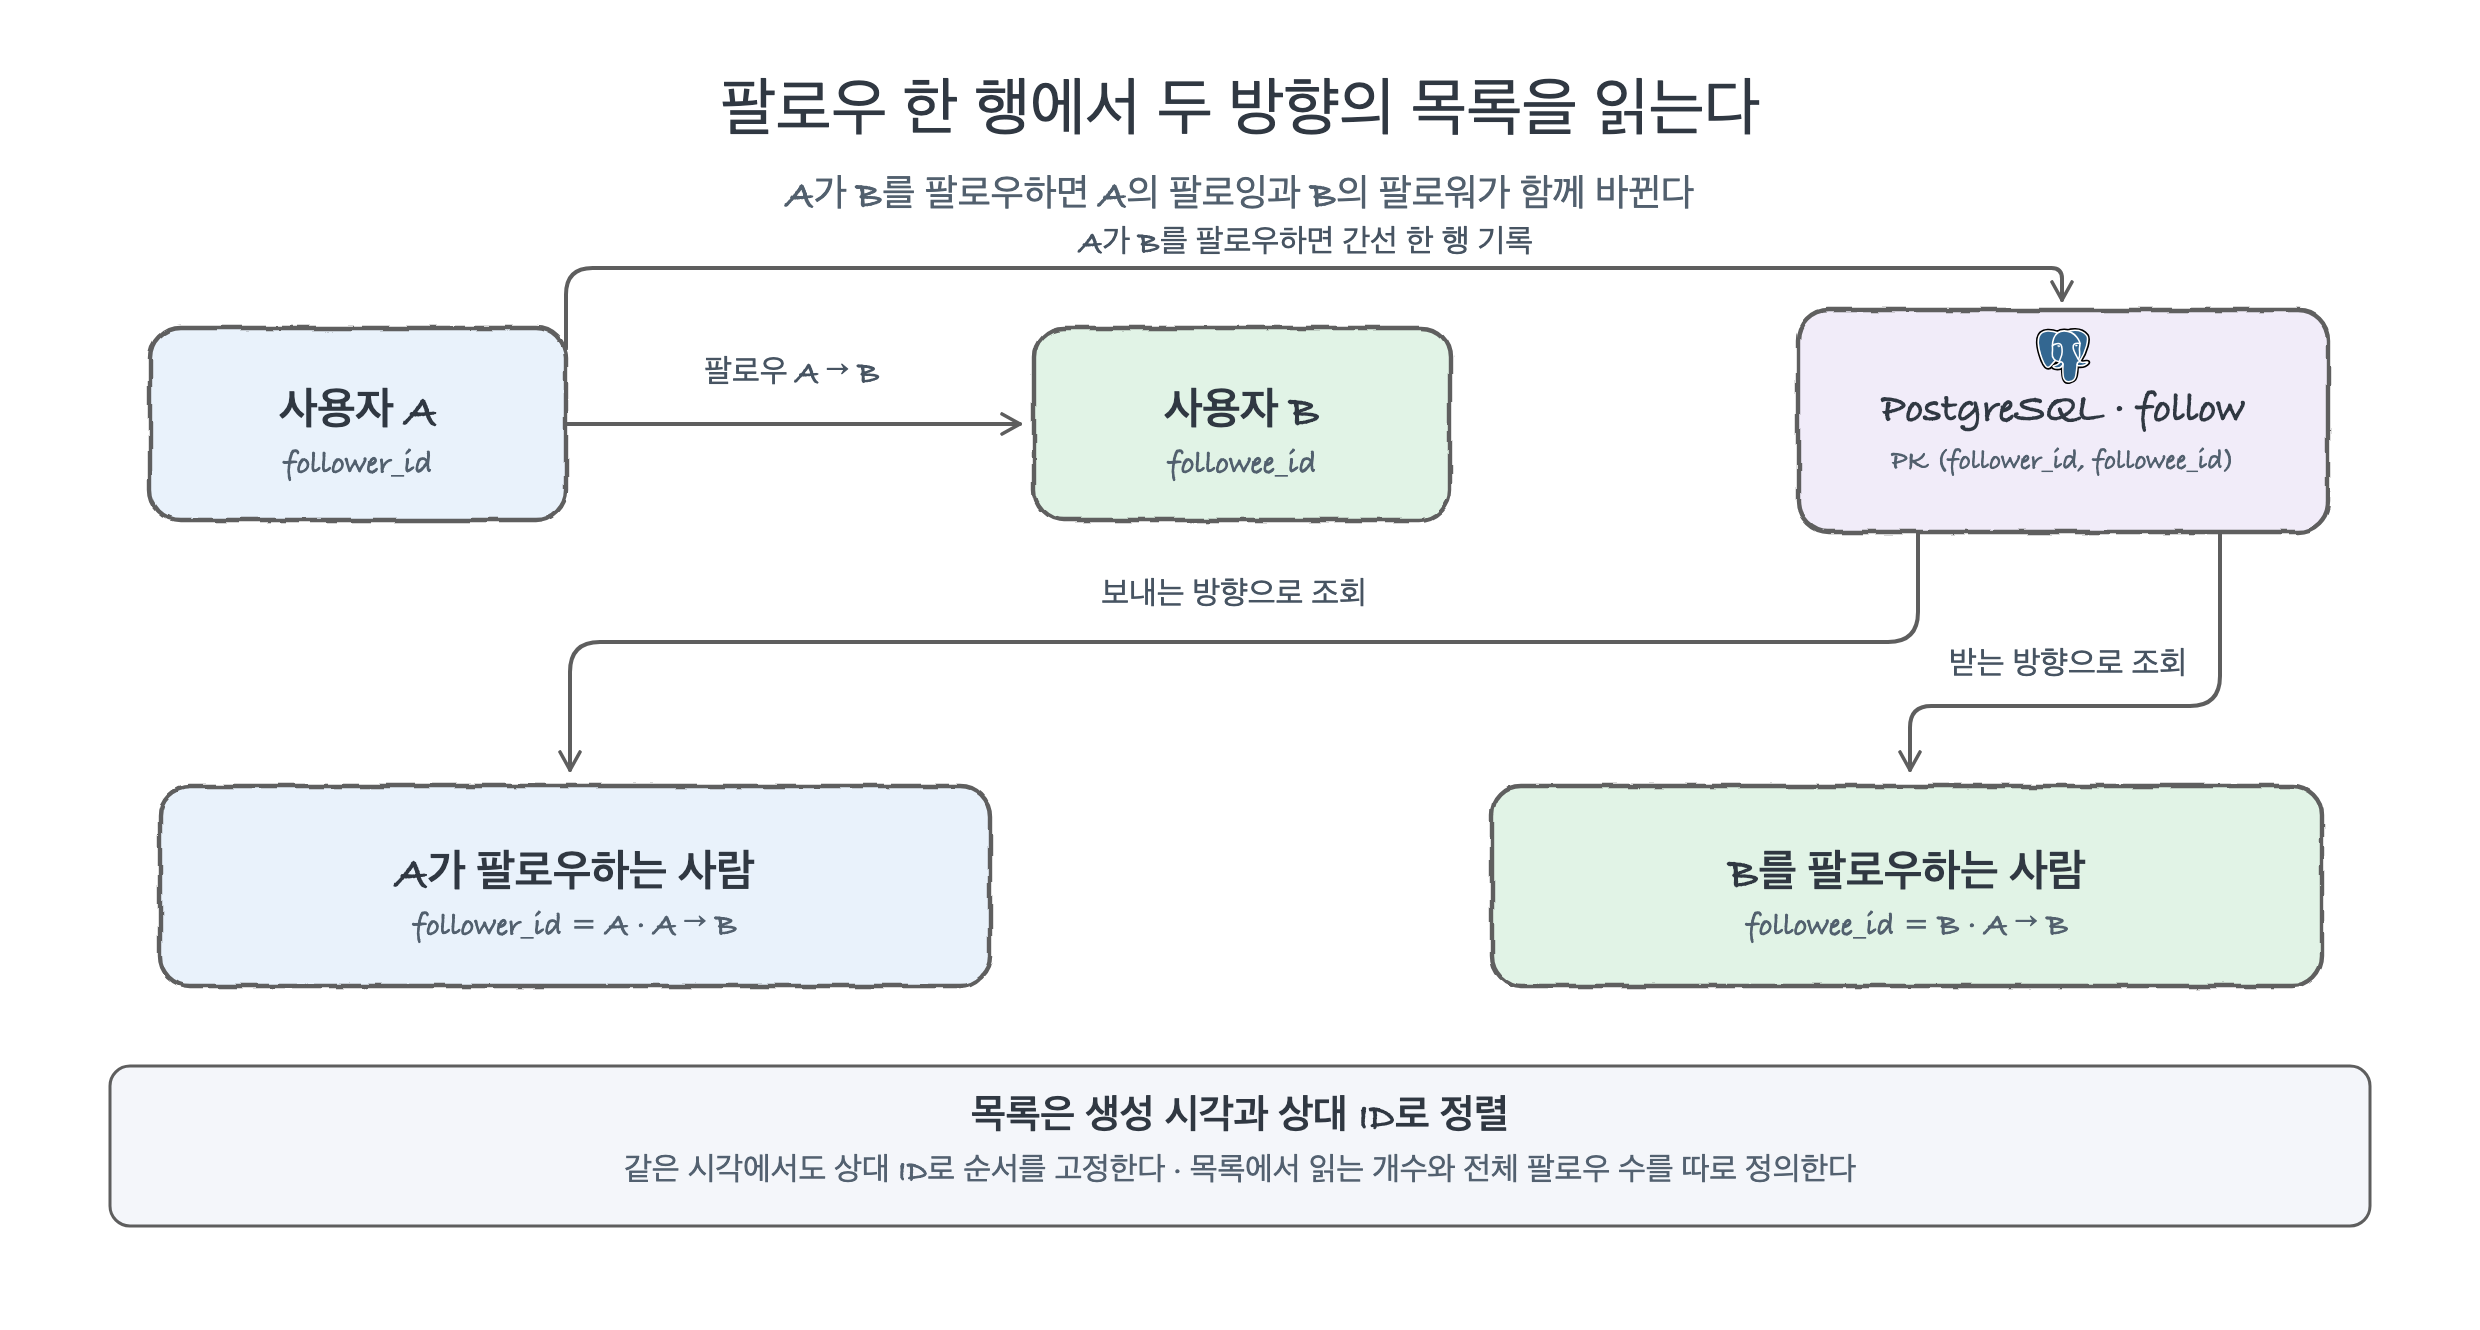 팔로우 한 행에서 두 방향의 목록을 읽는다
A가 B를 팔로우하면 A의 팔로잉과 B의 팔로워가 함께 바뀐다
A가 B를 팔로우하면 간선 한 행 기록
팔로우 A → B
사용자 A
follower_id
사용자 B
followee_id
PostgreSQL · follow
PK (follower_id, followee_id)
보내는 방향으로 조회
받는 방향으로 조회
A가 팔로우하는 사람
follower_id = A · A → B
B를 팔로우하는 사람
followee_id = B · A → B
목록은 생성 시각과 상대 ID로 정렬
같은 시각에서도 상대 ID로 순서를 고정한다 · 목록에서 읽는 개수와 전체 팔로우 수를 따로 정의한다